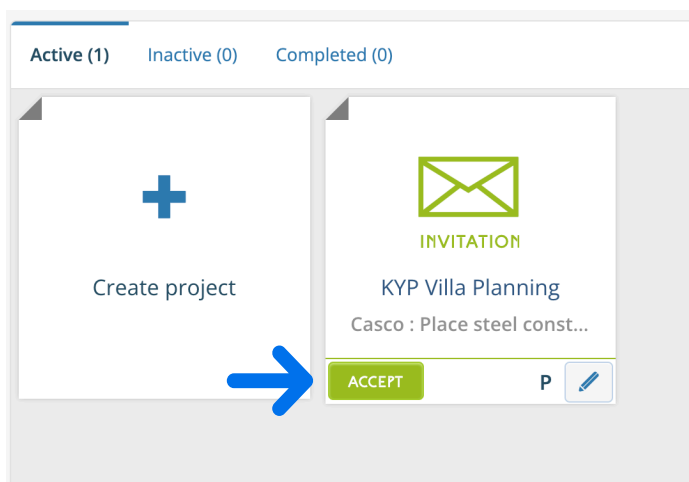 Active (1) Inactive (0) Completed (0)
Create project
INVITATION
KYP Villa Planning
Casco : Place steel const...
ACCEPT P